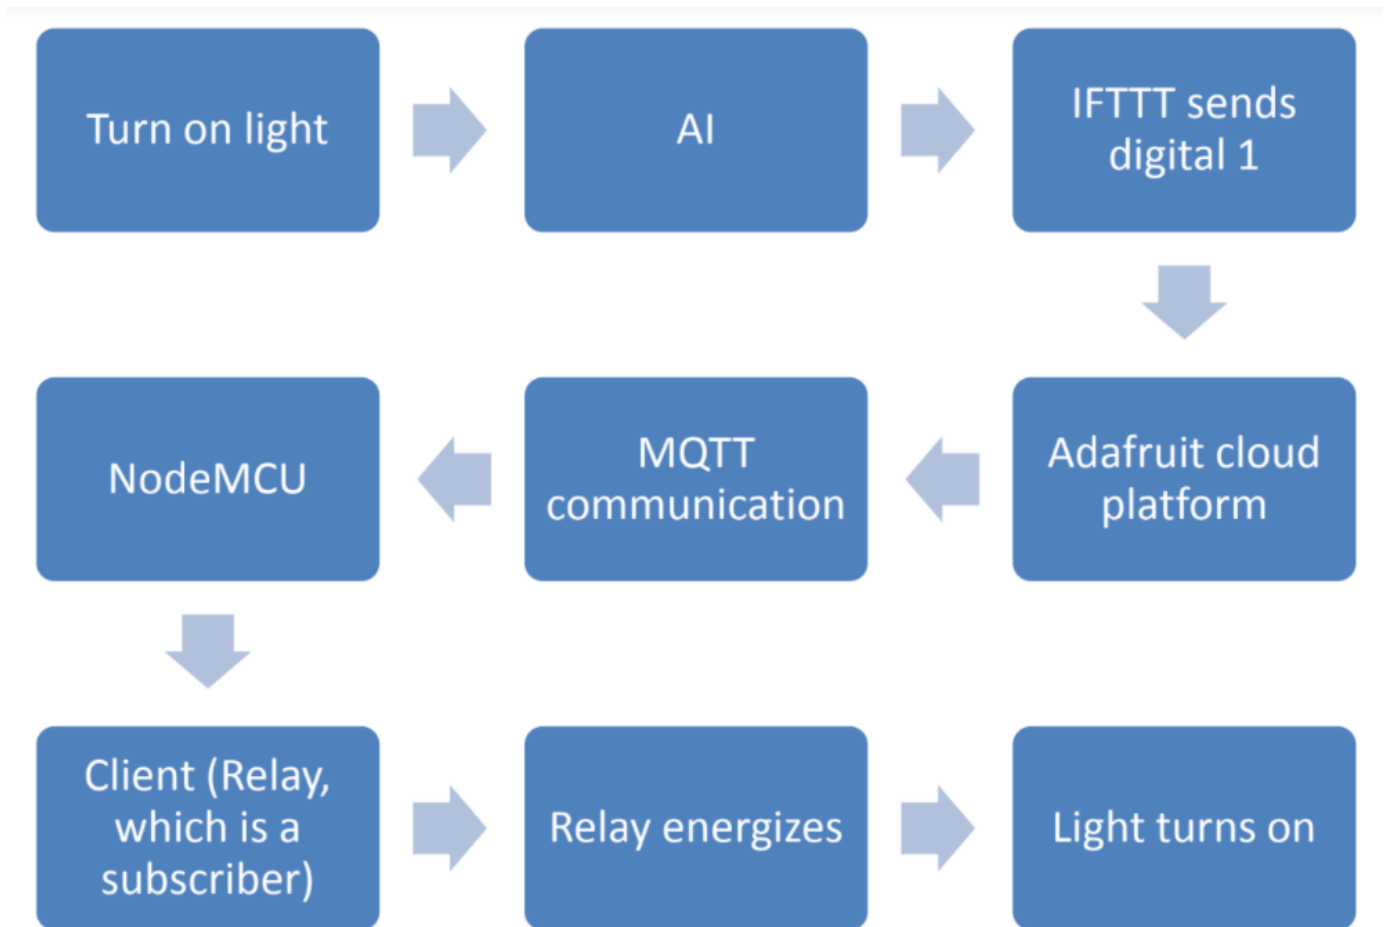 Turn on light
AI
IFTTT sends
digital 1
Adafruit cloud
platform
MQTT
communication
NodeMCU
Client (Relay,
which is a
subscriber)
Relay energizes
Light turns on